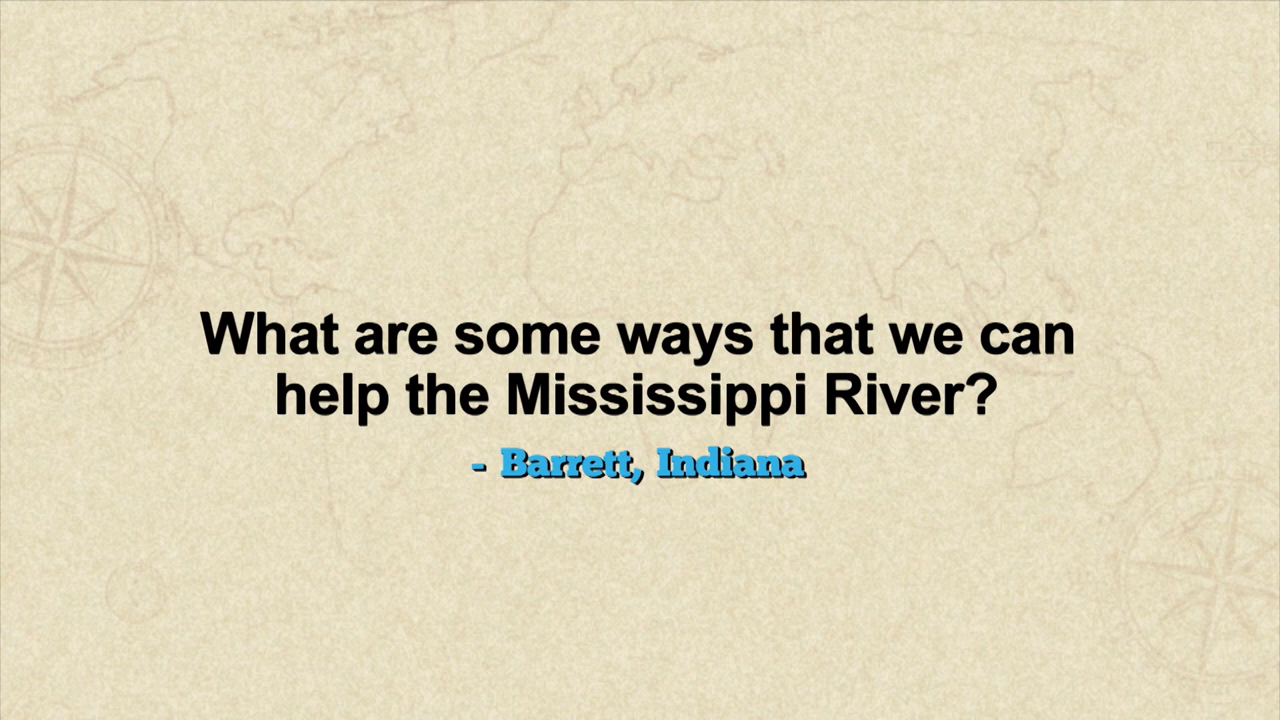 What are some ways that we can
help the Mississippi River?
- Barrett, Indiana